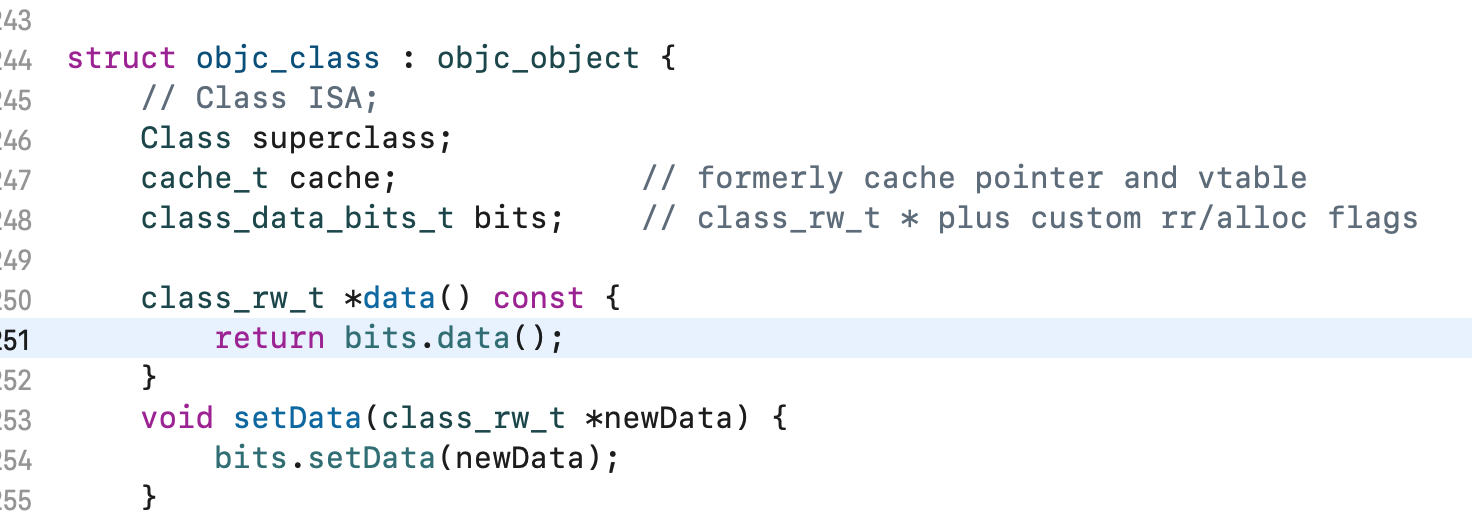 243
244 struct objc_class : objc_object {
245     // Class ISA;
246     Class superclass;
247     cache_t cache;             // formerly cache pointer and vtable
248     class_data_bits_t bits;    // class_rw_t * plus custom rr/alloc flags
249
250     class_rw_t *data() const {
251         return bits.data();
252     }
253     void setData(class_rw_t *newData) {
254         bits.setData(newData);
255     }